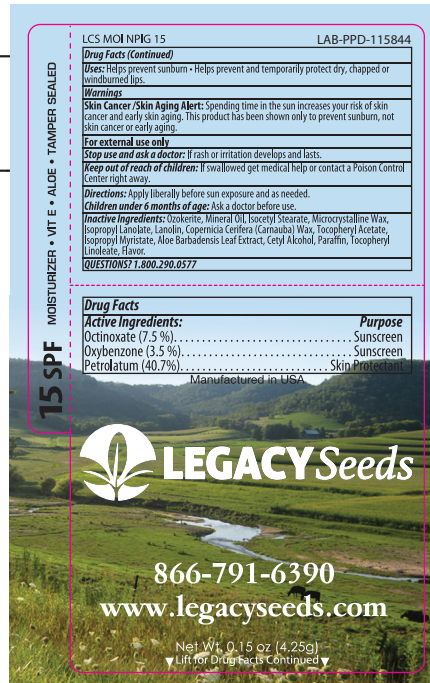 LCS MOI NPIG 15 LAB-PPD-115844
Drug Facts (Continued)
Uses: Helps prevent sunburn • Helps prevent and temporarily protect dry, chapped or
windburned lips.
Warnings
Skin Cancer /Skin Aging Alert: Spending time in the sun increases your risk of skin
cancer and early skin aging. This product has been shown only to prevent sunburn, not
skin cancer or early aging.
For external use only
Stop use and ask a doctor: If rash or irritation develops and lasts.
Keep out of reach of children: If swallowed get medical help or contact a Poison Control
Center right away.
Directions: Apply liberally before sun exposure and as needed.
Children under 6 months of age: Ask a doctor before use.
Inactive Ingredients: Ozokerite, Mineral Oil, Isocetyl Stearate, Microcrystalline Wax,
Isopropyl Lanolate, Lanolin, Copernicia Cerifera (Carnauba) Wax, Tocopheryl Acetate,
Isopropyl Myristate, Aloe Barbadensis Leaf Extract, Cetyl Alcohol, Paraffin, Tocopheryl
Linoleate, Flavor.
QUESTIONS? 1.800.290.0577
15 SPF MOISTURIZER • VIT E • ALOE • TAMPER SEALED
Drug Facts
Active Ingredients: Purpose
Octinoxate (7.5 %)........................................Sunscreen
Oxybenzone (3.5 %)......................................Sunscreen
Petrolatum (40.7%)...............................Skin Protectant
Manufactured in USA
LEGACY Seeds
866-791-6390
www.legacyseeds.com
Net Wt. 0.15 oz (4.25g)
▼Lift for Drug Facts Continued▼